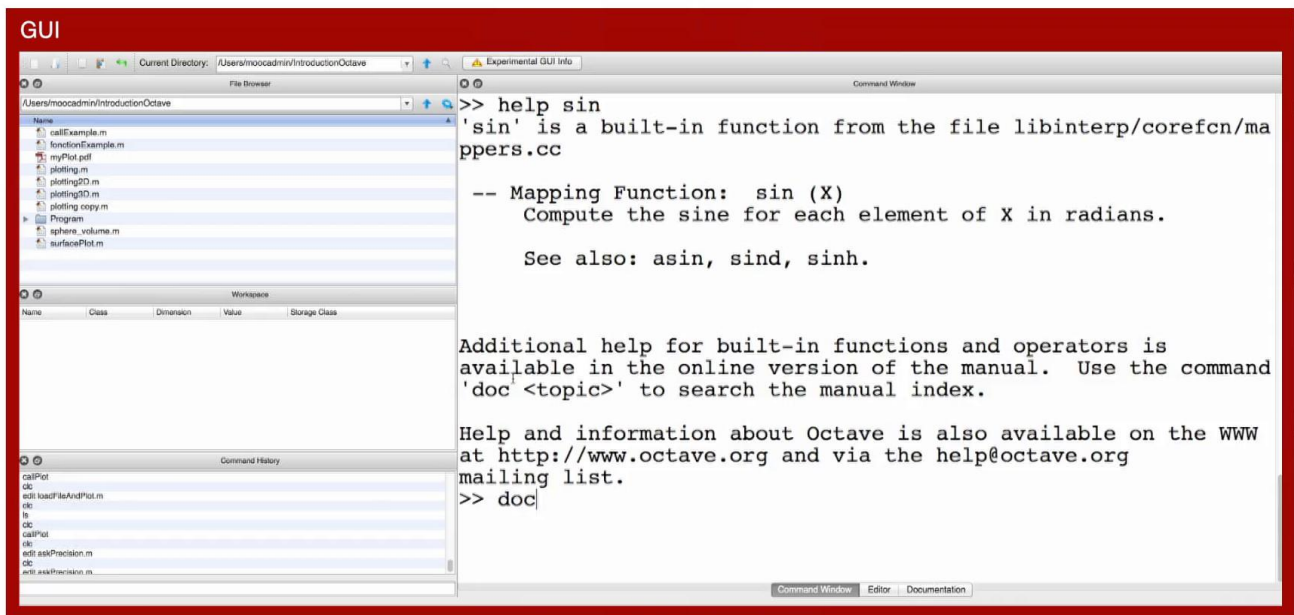 GUI
Current Directory: /Users/moocadmin/IntroductionOctave
Experimental GUI Info
File Browser
/Users/moocadmin/IntroductionOctave
Name
callExample.m
fonctionExample.m
myPlot.pdf
plotting.m
plotting2D.m
plotting3D.m
plotting copy.m
Program
sphere_volume.m
surfacePlot.m
Workspace
Name Class Dimension Value Storage Class
Command History
callPlot
clc
edit loadFileAndPlot.m
clc
ls
clc
callPlot
clc
edit askPrecision.m
clc
edit askPrecision.m
Command Window
>> help sin
'sin' is a built-in function from the file libinterp/corefcn/ma
ppers.cc
-- Mapping Function: sin (X)
Compute the sine for each element of X in radians.
See also: asin, sind, sinh.
Additional help for built-in functions and operators is
available in the online version of the manual. Use the command
'doc <topic>' to search the manual index.
Help and information about Octave is also available on the WWW
at http://www.octave.org and via the help@octave.org
mailing list.
>> doc
Command Window Editor Documentation